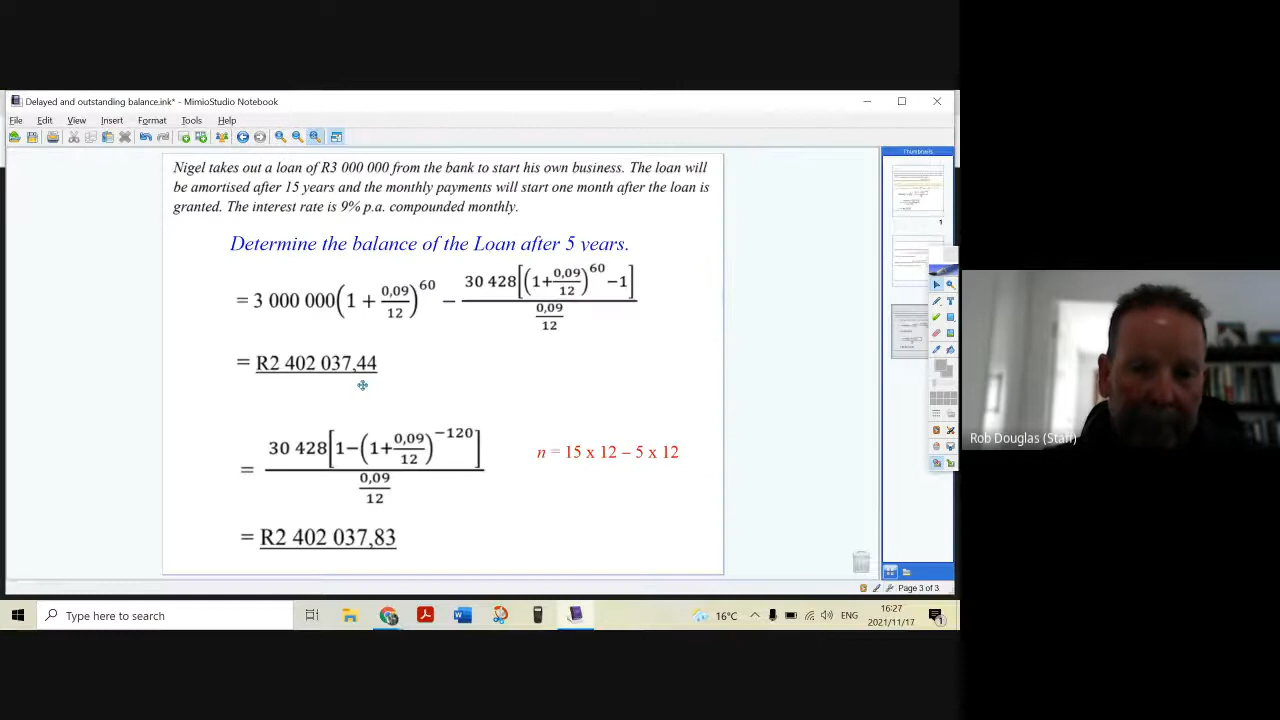 Delayed and outstanding balance.ink* - MimioStudio Notebook
File Edit View Insert Format Tools Help
Nigel takes out a loan of R3 000 000 from the bank to start his own business. The loan will
be amortised after 15 years and the monthly payments will start one month after the loan is
granted. The interest rate is 9% p.a compounded monthly.
Determine the balance of the Loan after 5 years.
= 3 000 000(1 + 0,09/12)^60 − 30 428[(1+0,09/12)^60 −1] / (0,09/12)
= R2 402 037,44
= 30 428[1−(1+0,09/12)^−120] / (0,09/12)
n = 15 x 12 – 5 x 12
= R2 402 037,83
Thumbnails
1
Page 3 of 3
Rob Douglas (Staff)
Type here to search
16°C
ENG
16:27
2021/11/17
1